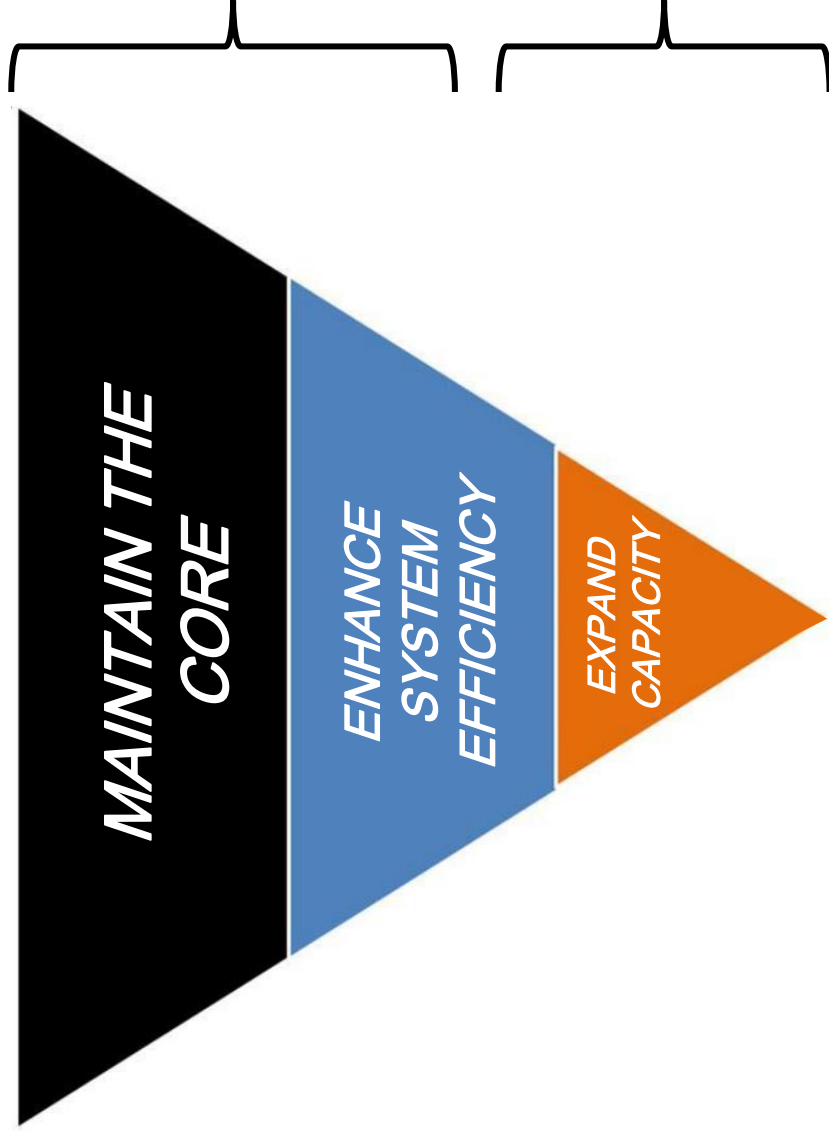 MAINTAIN THE
CORE
ENHANCE
SYSTEM
EFFICIENCY
EXPAND
CAPACITY